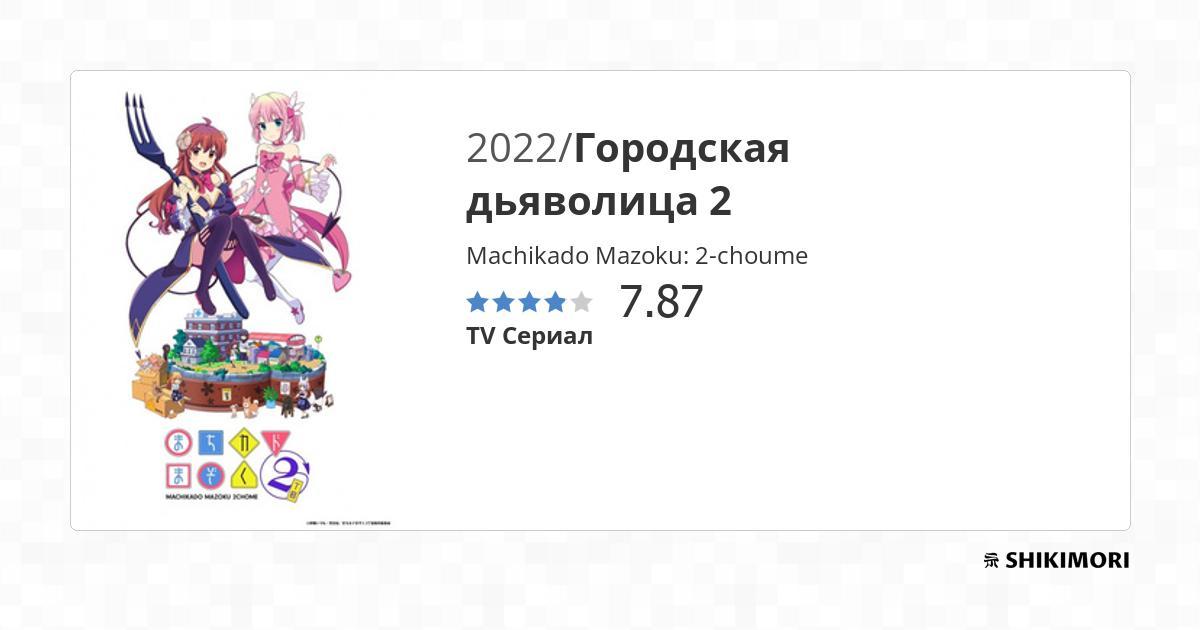 2022/Городская
дьяволица 2
Machikado Mazoku: 2-choume
7.87
TV Сериал
まちカド
まぞく2
丁目
MACHIKADO MAZOKU 2CHOME
SHIKIMORI